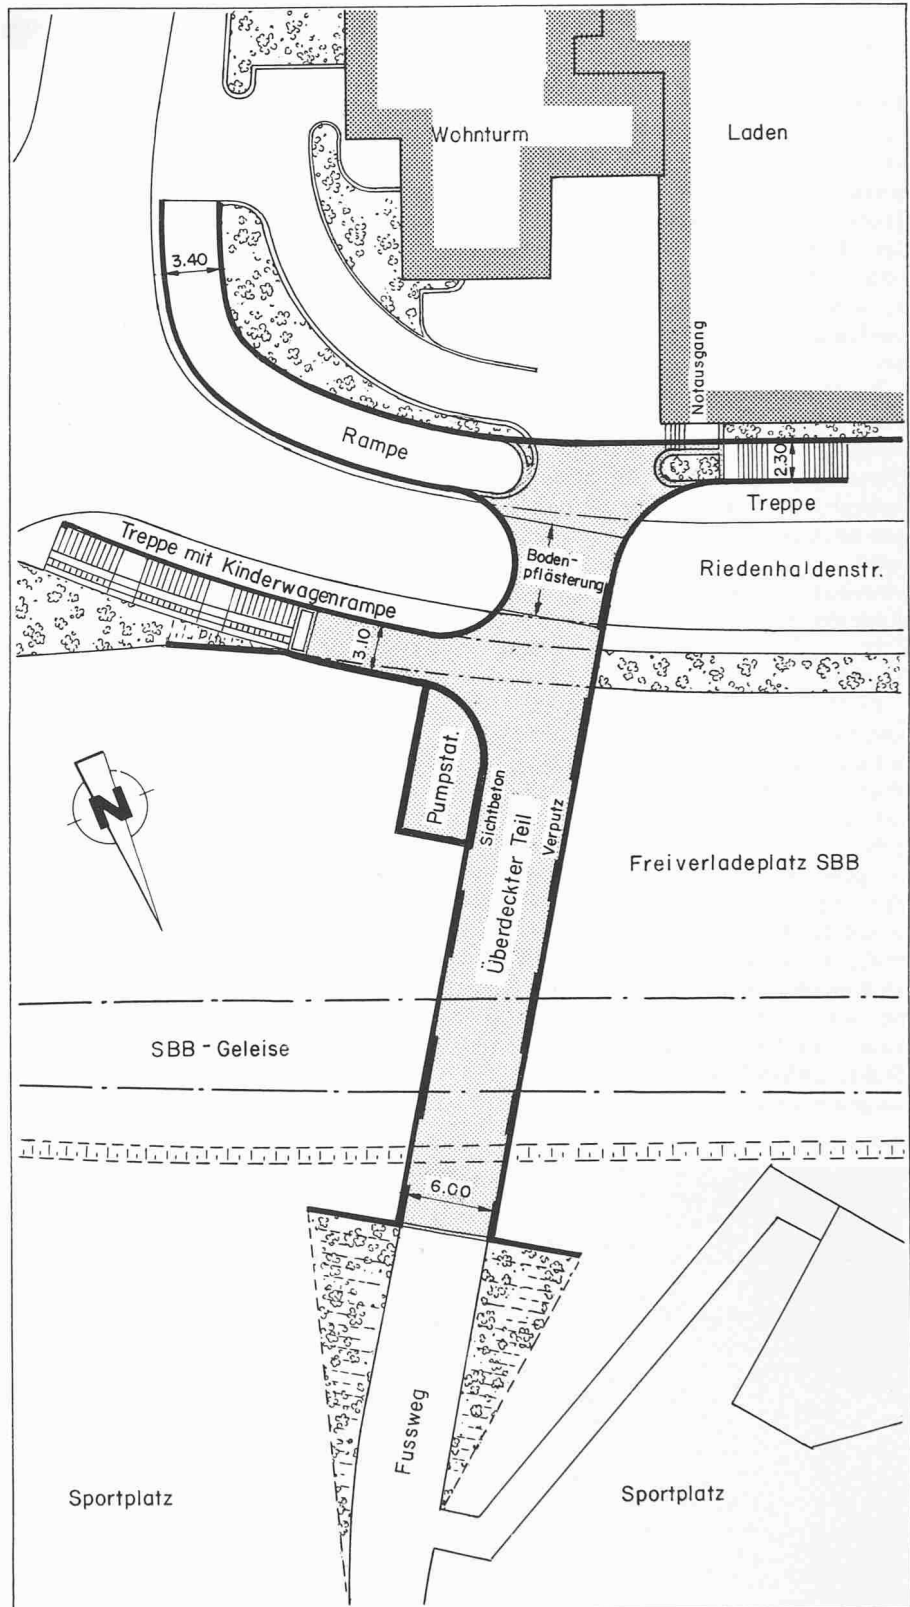 Wohnturm
Laden
3.40
Notausgang
Rampe
2.30
Treppe
Treppe mit Kinderwagenrampe
Boden-
pflästerung
Riedenhaldenstr.
3.10
Pumpstat.
Sichtbeton
Überdeckter Teil
Verputz
N
Freiverladeplatz SBB
SBB-Geleise
6.00
Fussweg
Sportplatz
Sportplatz